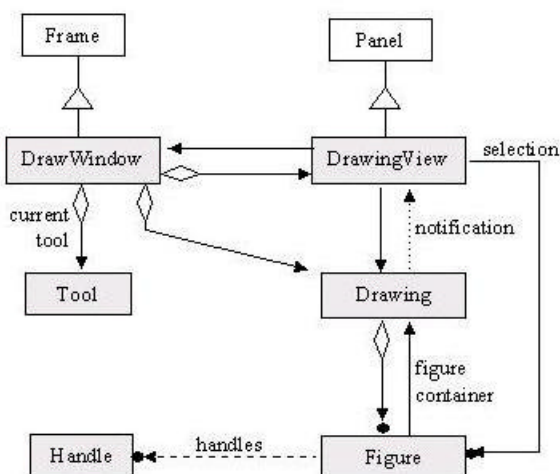 Frame
Panel
DrawWindow
DrawingView
selection
current
tool
notification
Tool
Drawing
figure
container
Handle
handles
Figure